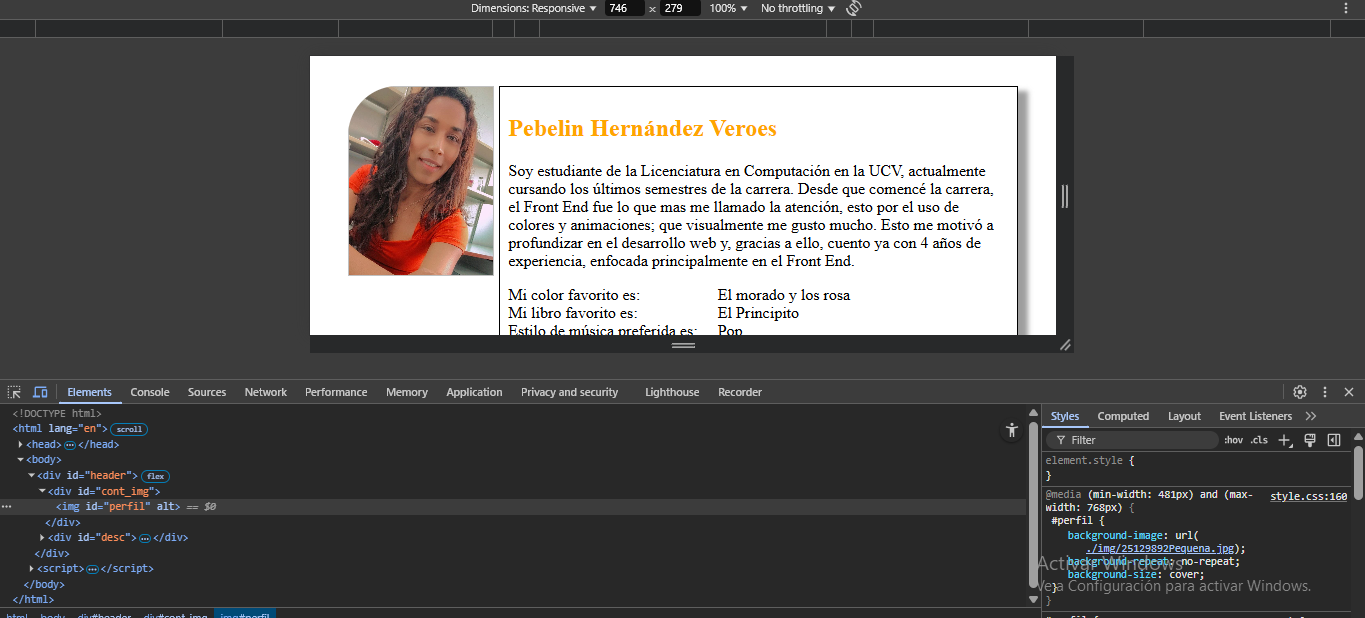 Dimensions: Responsive 746 x 279 100% No throttling
Pebelin Hernández Veroes
Soy estudiante de la Licenciatura en Computación en la UCV, actualmente
cursando los últimos semestres de la carrera. Desde que comencé la carrera,
el Front End fue lo que mas me llamado la atención, esto por el uso de
colores y animaciones; que visualmente me gusto mucho. Esto me motivó a
profundizar en el desarrollo web y, gracias a ello, cuento ya con 4 años de
experiencia, enfocada principalmente en el Front End.
Mi color favorito es: El morado y los rosa
Mi libro favorito es: El Principito
Estilo de música preferida es: Pop
Elements Console Sources Network Performance Memory Application Privacy and security Lighthouse Recorder
<!DOCTYPE html>
<html lang="en"> scroll
<head> … </head>
<body>
<div id="header"> flex
<div id="cont_img">
<img id="perfil" alt> == $0
</div>
<div id="desc"> … </div>
</div>
<script> … </script>
</body>
</html>
html body div#header div#cont_img img#perfil
Styles Computed Layout Event Listeners
Filter :hov .cls
element.style {
}
@media (min-width: 481px) and (max-width: 768px) { style.css:160
#perfil {
background-image: url(
./img/25129892Pequena.jpg);
background-repeat: no-repeat;
background-size: cover;
}
}
Activar Windows
Ve a Configuración para activar Windows.